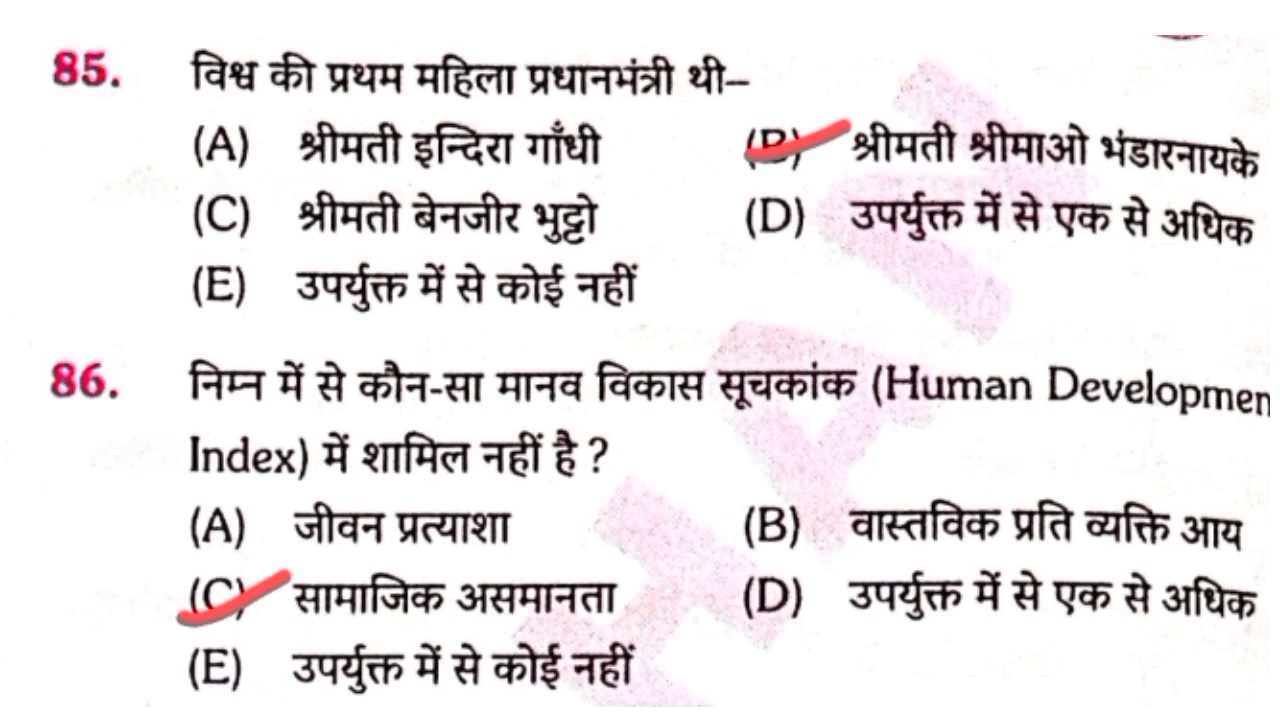 85. विश्व की प्रथम महिला प्रधानमंत्री थी–
(A) श्रीमती इन्दिरा गाँधी (B) श्रीमती श्रीमाओ भंडारनायके
(C) श्रीमती बेनजीर भुट्टो (D) उपर्युक्त में से एक से अधिक
(E) उपर्युक्त में से कोई नहीं
86. निम्न में से कौन-सा मानव विकास सूचकांक (Human Developmen
Index) में शामिल नहीं है ?
(A) जीवन प्रत्याशा (B) वास्तविक प्रति व्यक्ति आय
(C) सामाजिक असमानता (D) उपर्युक्त में से एक से अधिक
(E) उपर्युक्त में से कोई नहीं